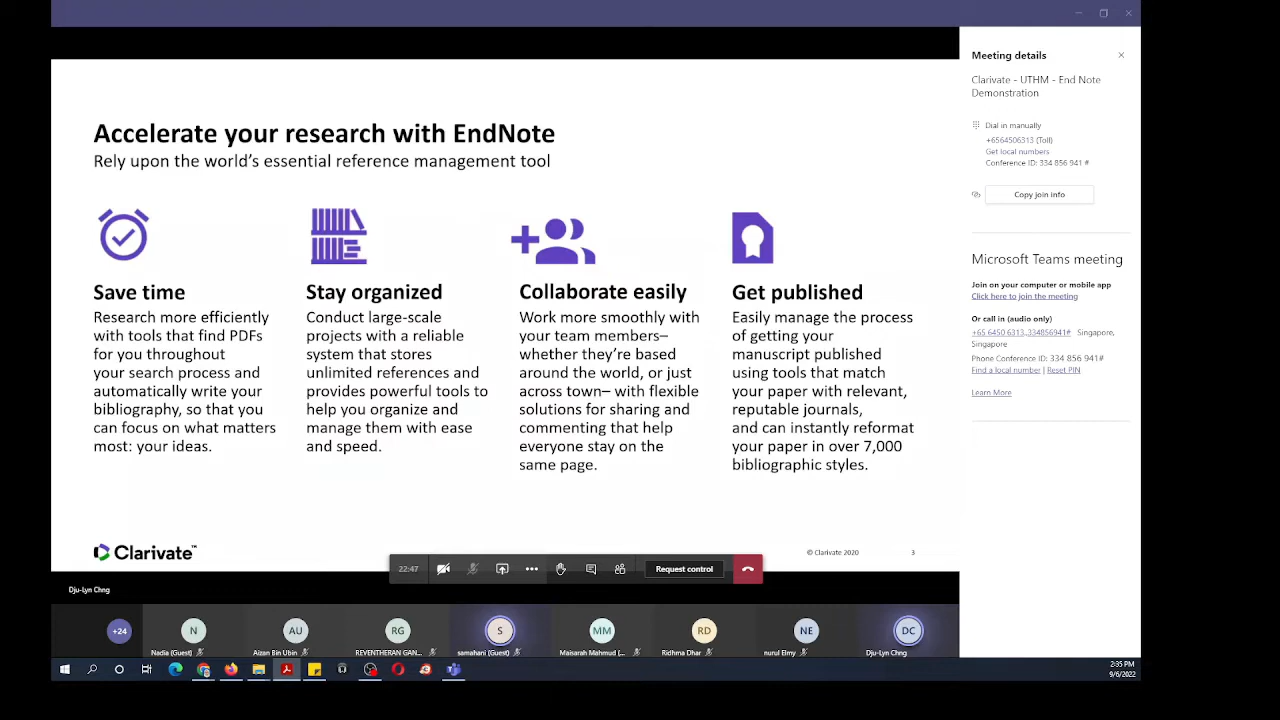 Accelerate your research with EndNote
Rely upon the world's essential reference management tool
Save time
Research more efficiently
with tools that find PDFs
for you throughout
your search process and
automatically write your
bibliography, so that you
can focus on what matters
most: your ideas.
Stay organized
Conduct large-scale
projects with a reliable
system that stores
unlimited references and
provides powerful tools to
help you organize and
manage them with ease
and speed.
Collaborate easily
Work more smoothly with
your team members–
whether they're based
around the world, or just
across town– with flexible
solutions for sharing and
commenting that help
everyone stay on the
same page.
Get published
Easily manage the process
of getting your
manuscript published
using tools that match
your paper with relevant,
reputable journals,
and can instantly reformat
your paper in over 7,000
bibliographic styles.
Clarivate™
© Clarivate 2020
3
22:47
Request control
Dju-Lyn Chng
+24
N
Nadia (Guest)
AU
Aizan Bin Ubin
RG
REVENTHERAN GAN...
S
samahani (Guest)
MM
Maisarah Mahmud (...
RD
Ridhma Dhar
NE
nurul Elmy
DC
Dju-Lyn Chng
Meeting details
Clarivate - UTHM - End Note
Demonstration
Dial in manually
+6564506313 (Toll)
Get local numbers
Conference ID: 334 856 941 #
Copy join info
Microsoft Teams meeting
Join on your computer or mobile app
Click here to join the meeting
Or call in (audio only)
+65 6450 6313,,334856941# Singapore,
Singapore
Phone Conference ID: 334 856 941#
Find a local number | Reset PIN
Learn More
2:35 PM
9/6/2022